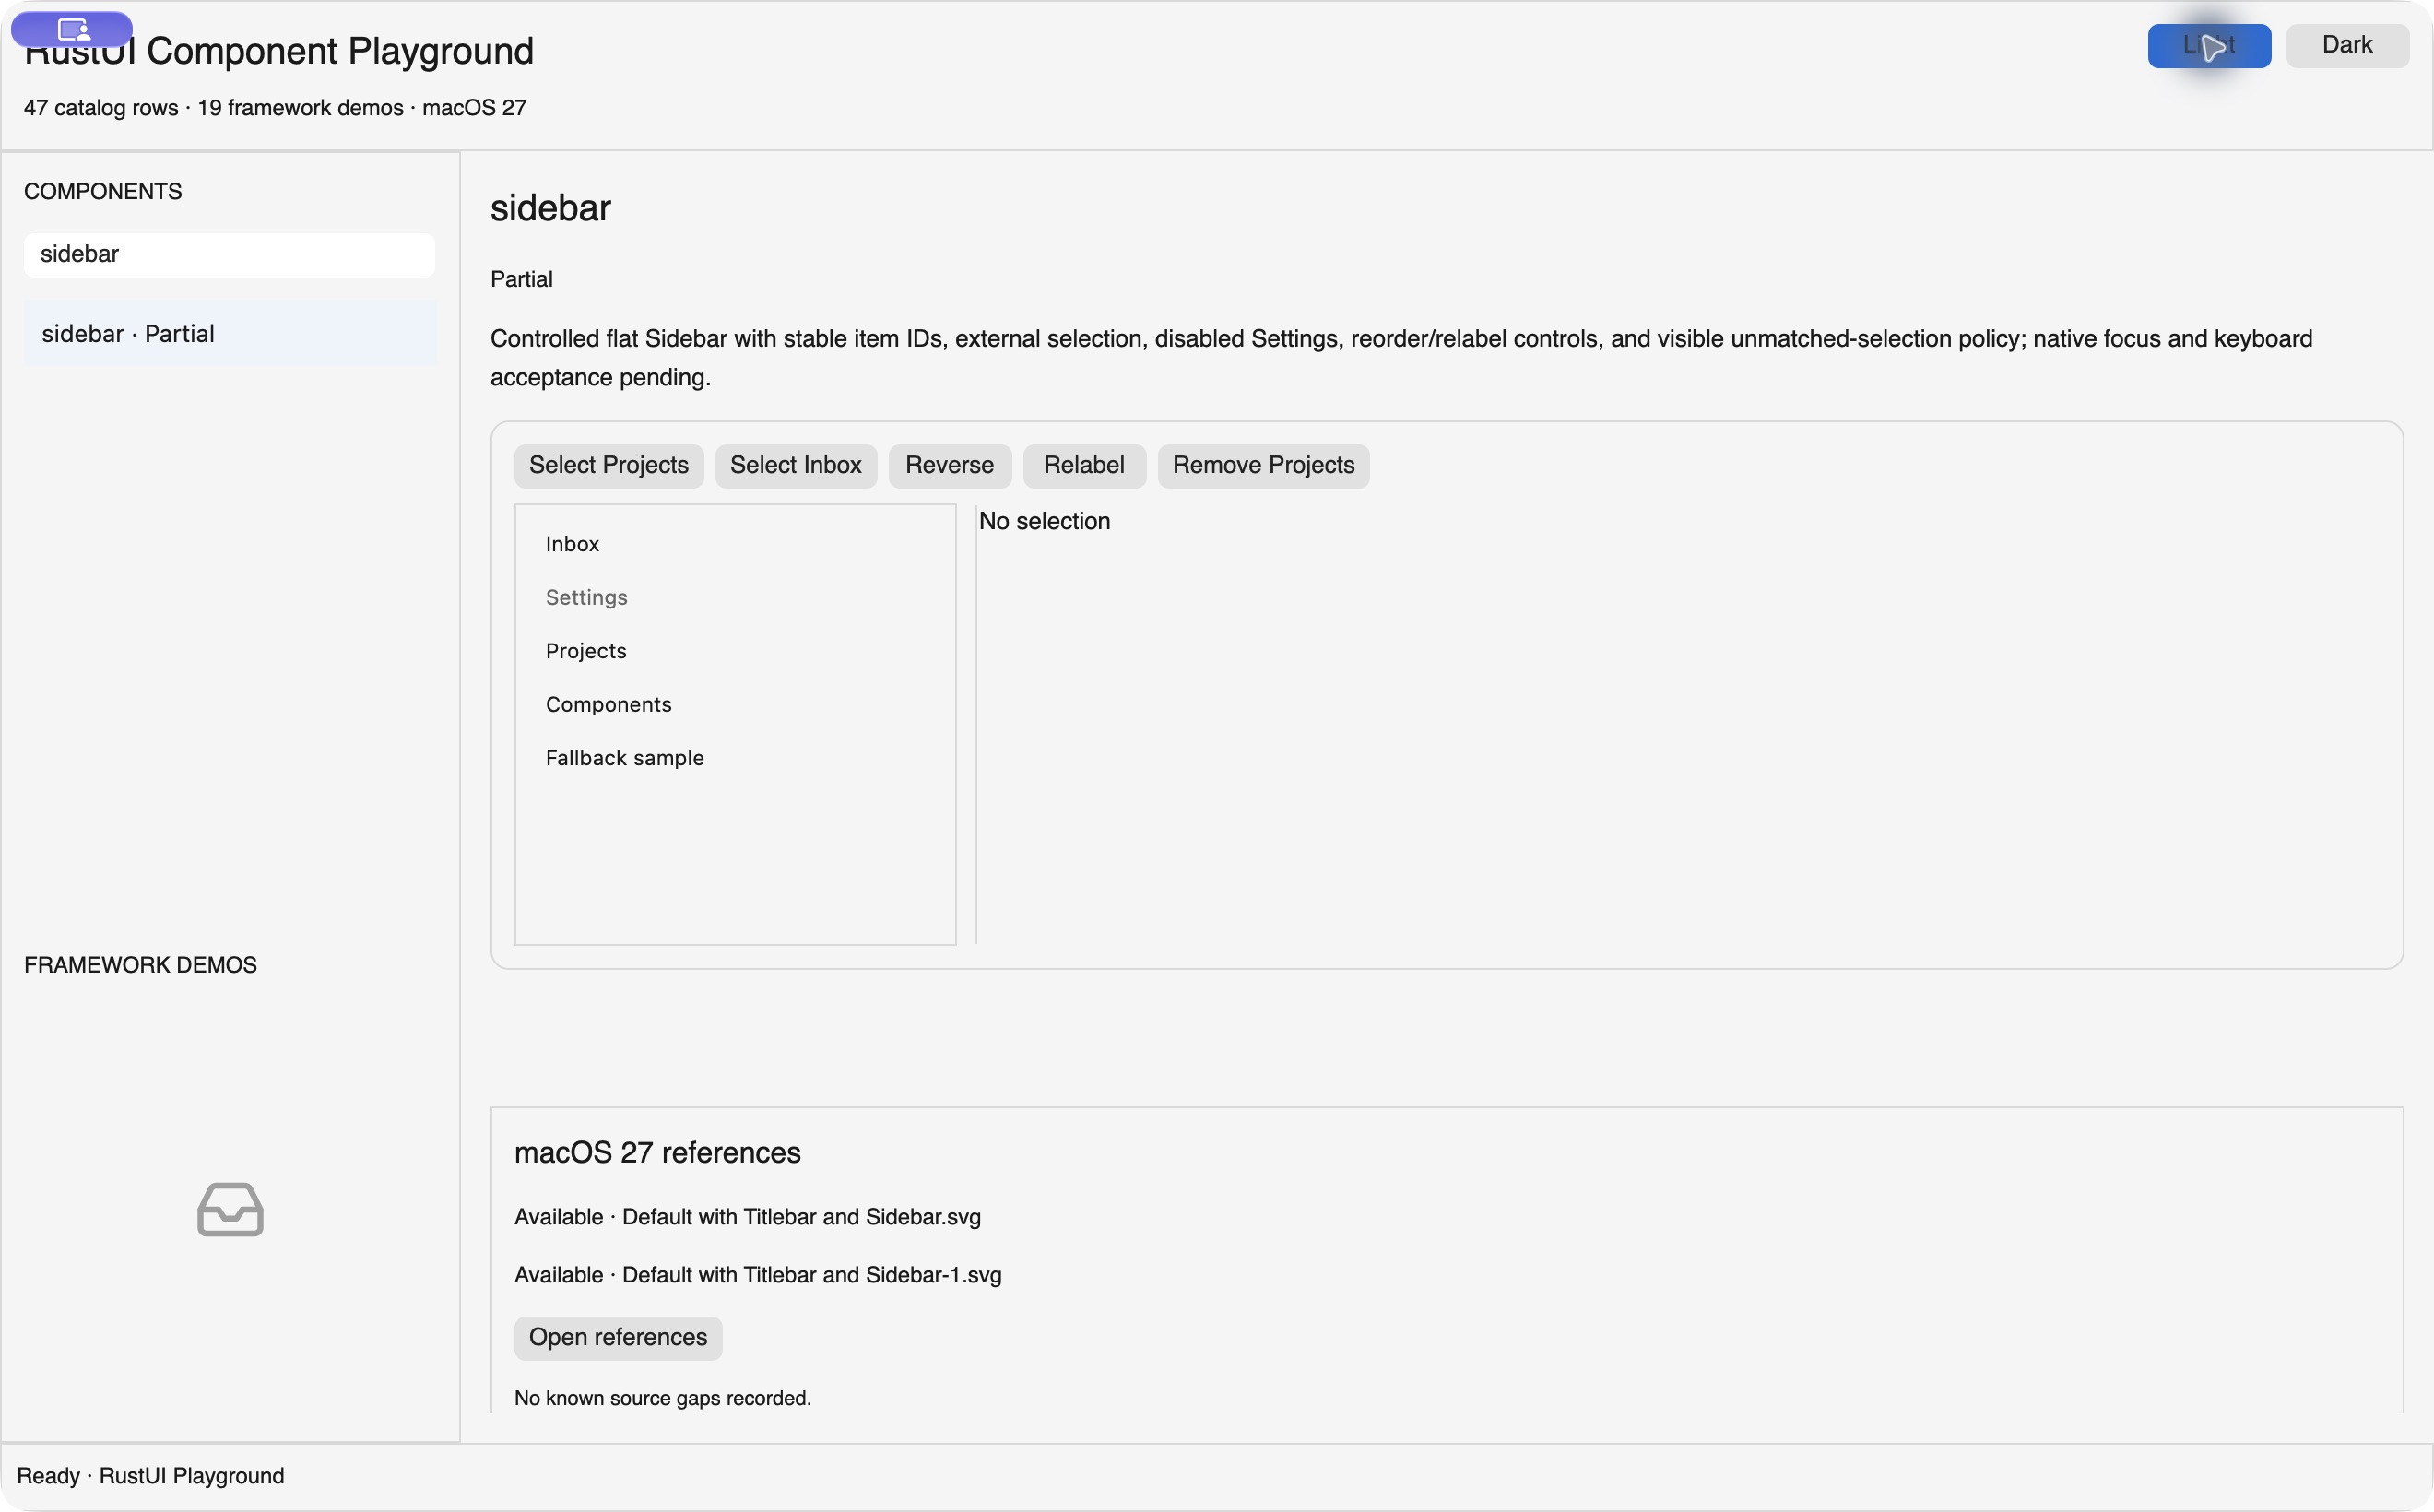 RustUI Component Playground
Light
Dark
47 catalog rows · 19 framework demos · macOS 27
COMPONENTS
sidebar
sidebar · Partial
FRAMEWORK DEMOS
sidebar
Partial
Controlled flat Sidebar with stable item IDs, external selection, disabled Settings, reorder/relabel controls, and visible unmatched-selection policy; native focus and keyboard
acceptance pending.
Select Projects
Select Inbox
Reverse
Relabel
Remove Projects
Inbox
Settings
Projects
Components
Fallback sample
No selection
macOS 27 references
Available · Default with Titlebar and Sidebar.svg
Available · Default with Titlebar and Sidebar-1.svg
Open references
No known source gaps recorded.
Ready · RustUI Playground